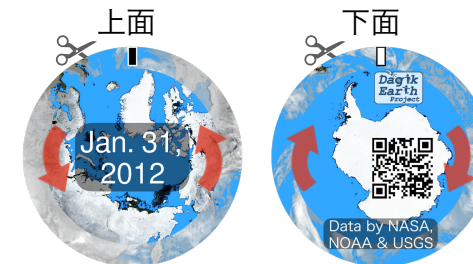 上面
下面
Dagik
Earth
Project
Jan. 31,
2012
Data by NASA,
NOAA & USGS